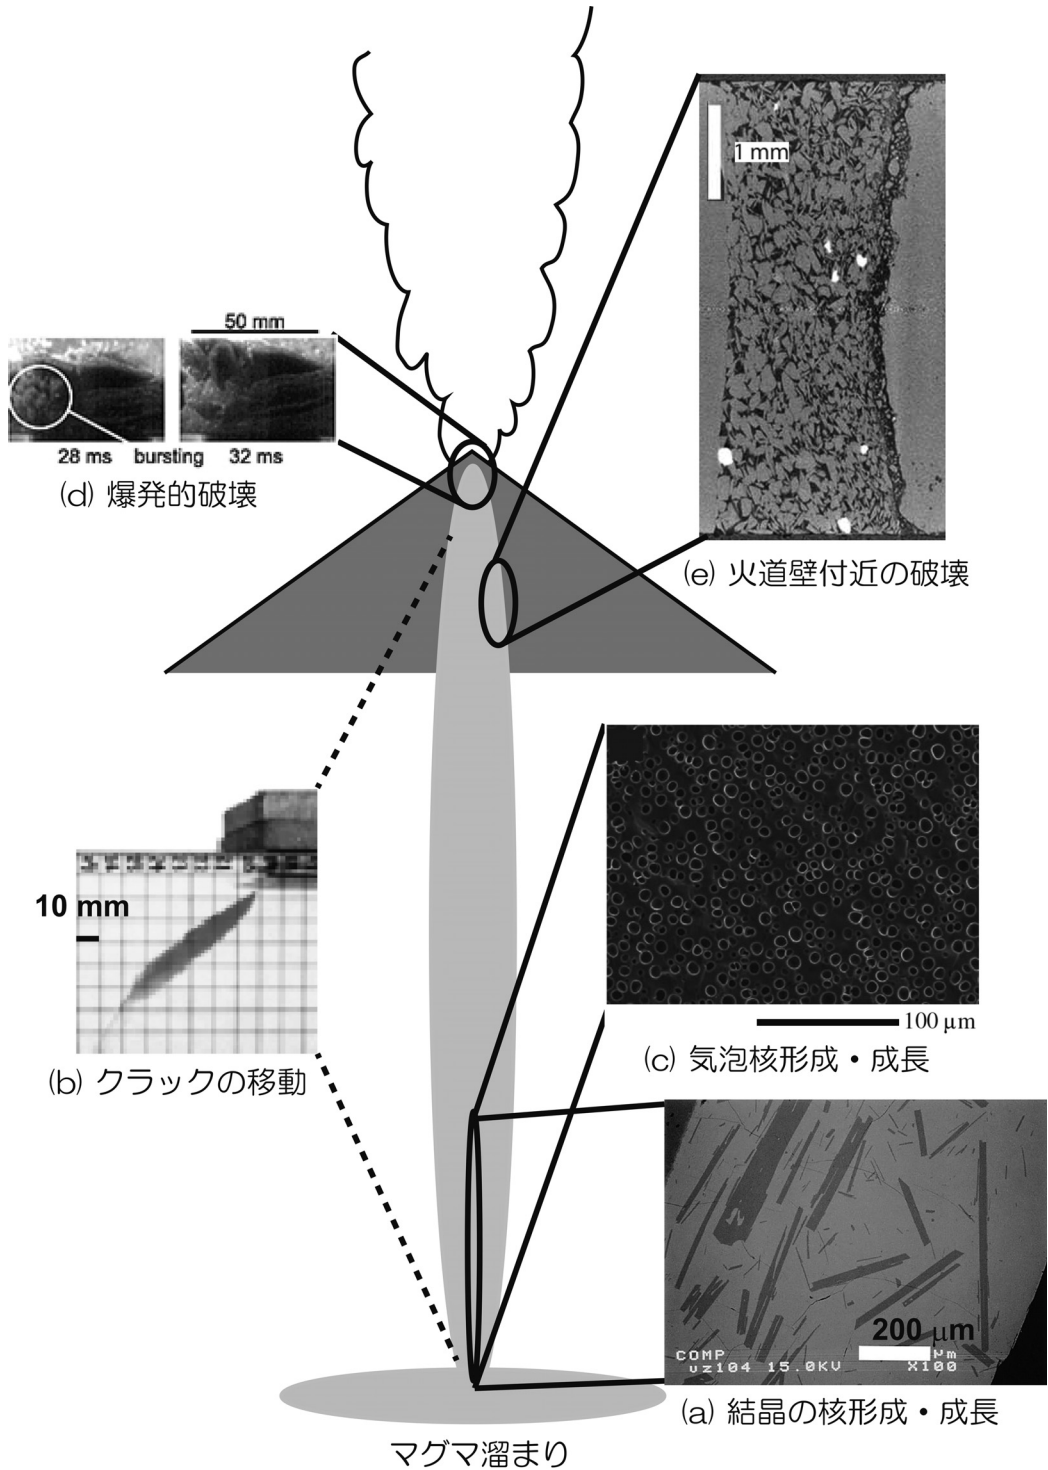 1 mm
50 mm
28 ms bursting 32 ms
(d) 爆発的破壊
(e) 火道壁付近の破壊
10 mm
100 µm
(c) 気泡核形成・成長
(b) クラックの移動
200 µm
µm
COMP
uz104 15.0KV X100
(a) 結晶の核形成・成長
マグマ溜まり